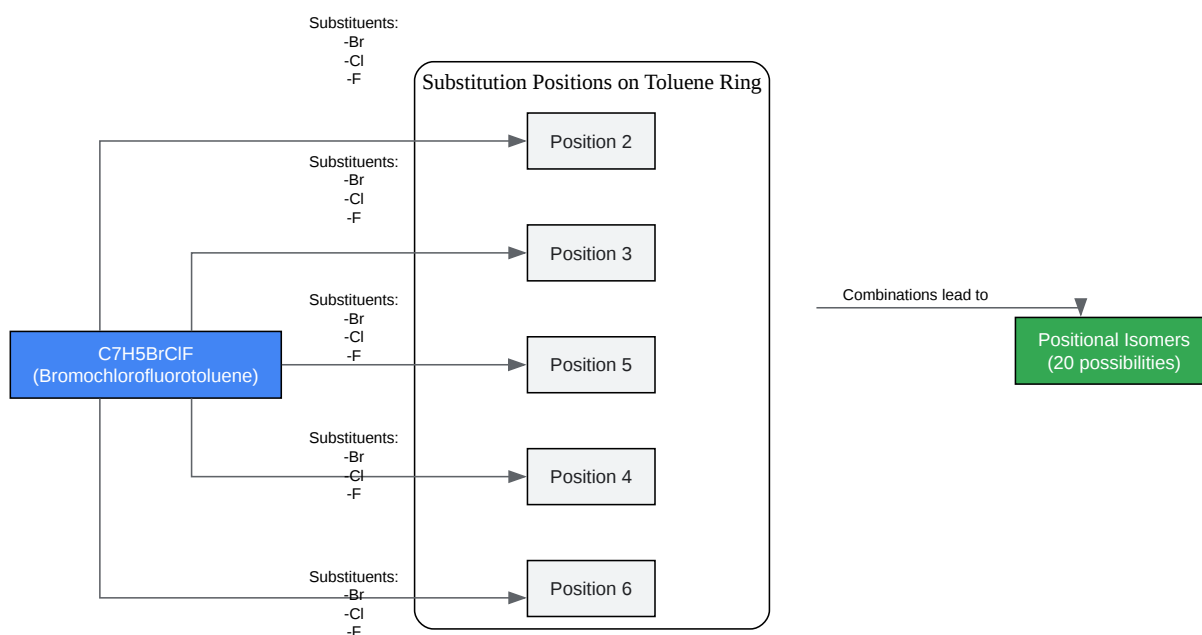 Substituents:
-Br
-Cl
-F
Substitution Positions on Toluene Ring
Position 2
Substituents:
-Br
-Cl
-F
Position 3
Substituents:
-Br
-Cl
-F
Position 5
C7H5BrClF
(Bromochlorofluorotoluene)
Combinations lead to
Positional Isomers
(20 possibilities)
Substituents:
-Br
-Cl
-F
Position 4
Substituents:
-Br
-Cl
-F
Position 6